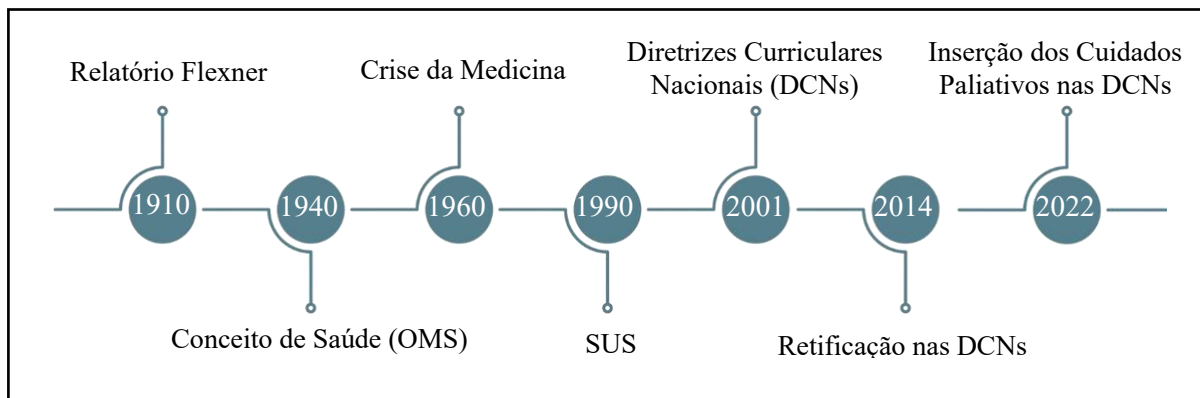 Relatório Flexner
Crise da Medicina
Diretrizes Curriculares
Nacionais (DCNs)
Inserção dos Cuidados
Paliativos nas DCNs
1910
1940
1960
1990
2001
2014
2022
Conceito de Saúde (OMS)
SUS
Retificação nas DCNs